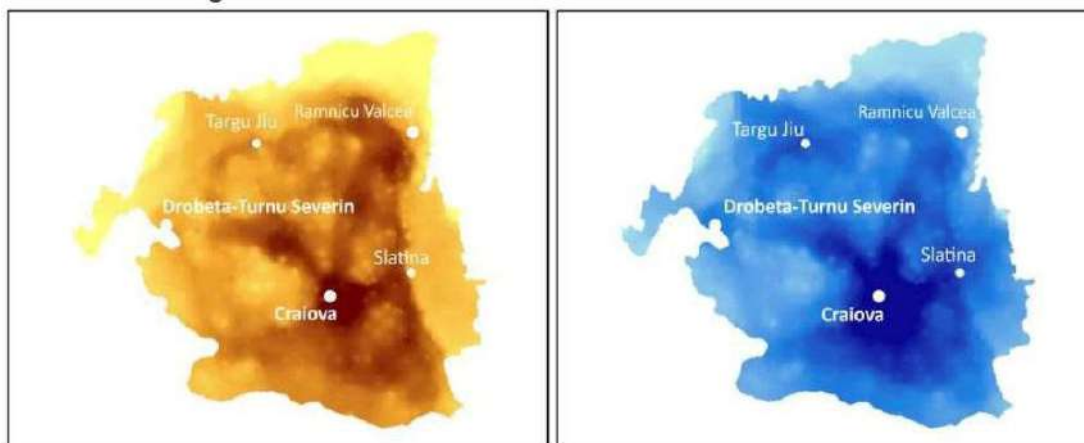 Ramnicu Valcea
Targu Jiu
Drobeta-Turnu Severin
Slatina
Craiova
Ramnicu Valcea
Targu Jiu
Drobeta-Turnu Severin
Slatina
Craiova